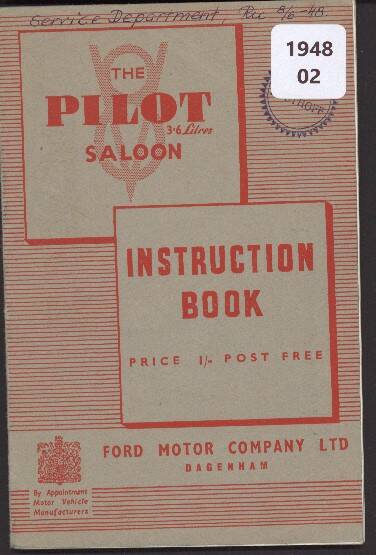 Service Department, Ru 8/6-48.
1948
02
THE
PILOT
3·6 Litres
SALOON
INSTRUCTION
BOOK
PRICE 1/- POST FREE
FORD MOTOR COMPANY LTD
DAGENHAM
By Appointment
Motor Vehicle
Manufacturers